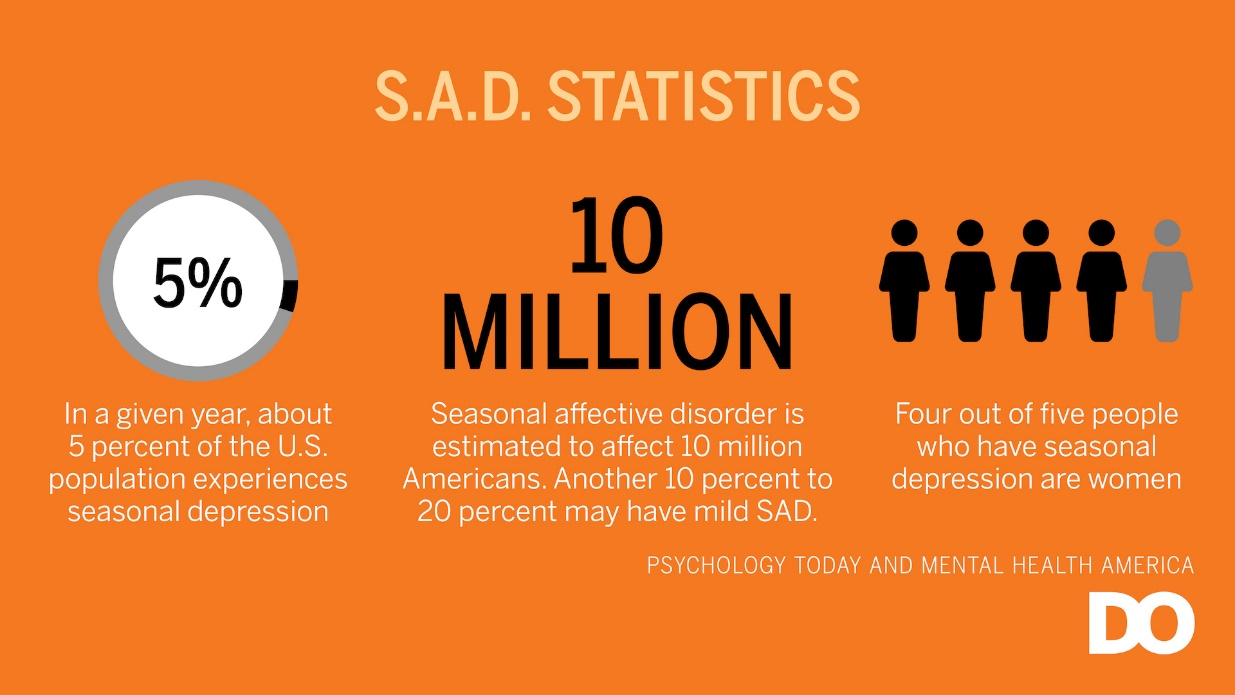 S.A.D. STATISTICS
5%
In a given year, about
5 percent of the U.S.
population experiences
seasonal depression
10
MILLION
Seasonal affective disorder is
estimated to affect 10 million
Americans. Another 10 percent to
20 percent may have mild SAD.
Four out of five people
who have seasonal
depression are women
PSYCHOLOGY TODAY AND MENTAL HEALTH AMERICA
DO